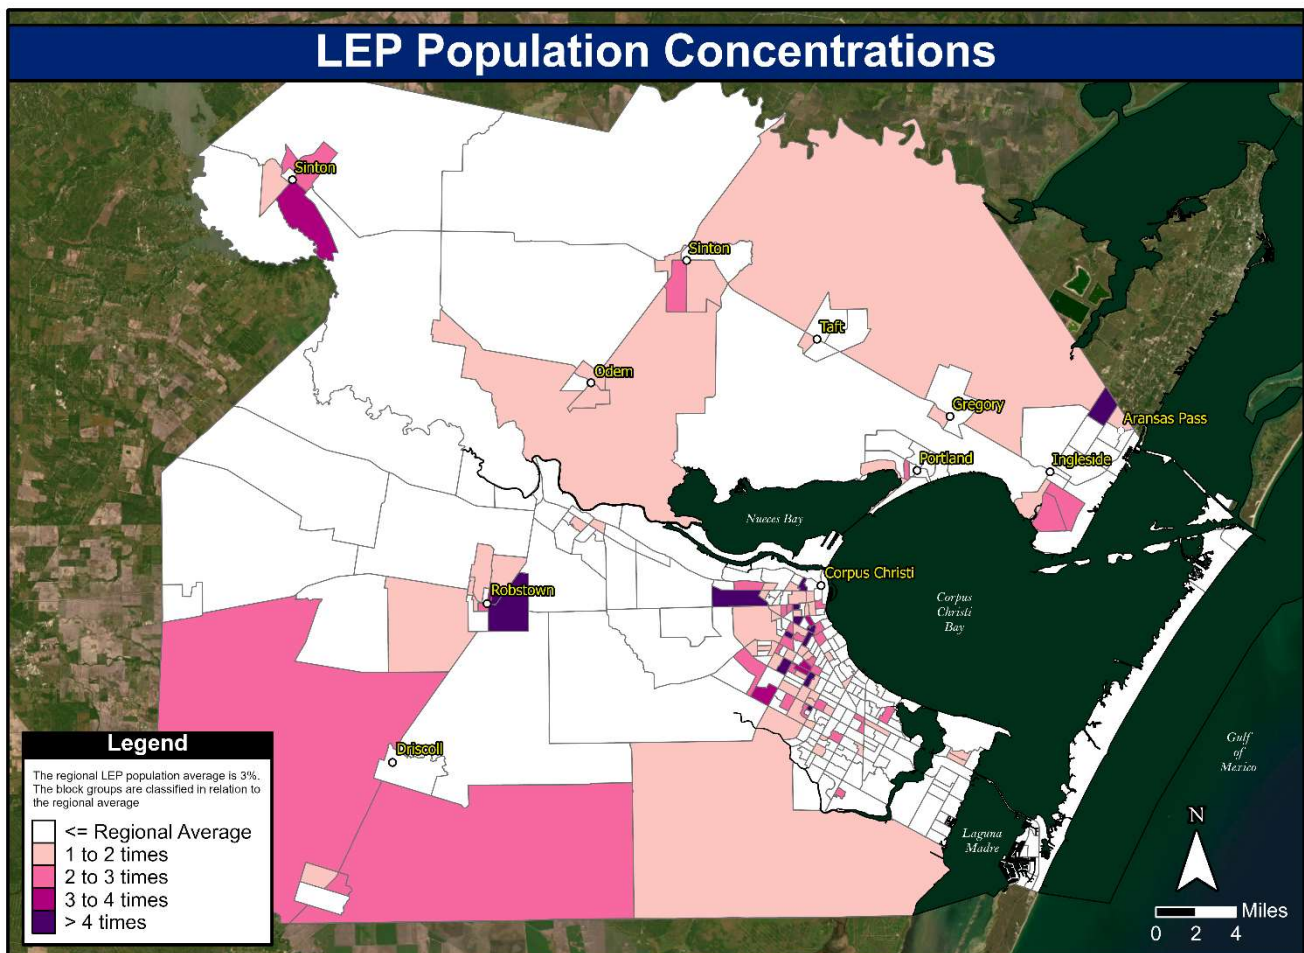 LEP Population Concentrations
Sinton
Sinton
Taft
Odem
Gregory
Aransas Pass
Portland
Ingleside
Nueces Bay
Corpus Christi
Robstown
Corpus
Christi
Bay
Driscoll
Gulf
of
Mexico
Laguna
Madre
Legend
The regional LEP population average is 3%.
The block groups are classified in relation to
the regional average
<= Regional Average
1 to 2 times
2 to 3 times
3 to 4 times
> 4 times
N
Miles
0 2 4